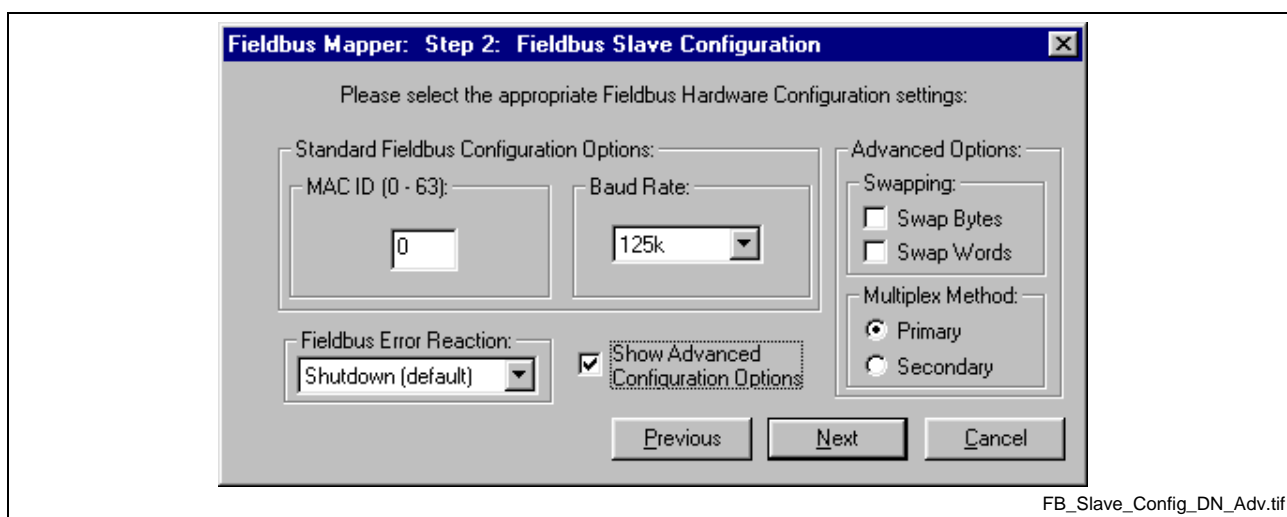 Fieldbus Mapper: Step 2: Fieldbus Slave Configuration
Please select the appropriate Fieldbus Hardware Configuration settings:
Standard Fieldbus Configuration Options:
MAC ID (0 - 63):
0
Baud Rate:
125k
Advanced Options:
Swapping:
Swap Bytes
Swap Words
Multiplex Method:
Primary
Secondary
Fieldbus Error Reaction:
Shutdown (default)
Show Advanced
Configuration Options
Previous
Next
Cancel
FB_Slave_Config_DN_Adv.tif